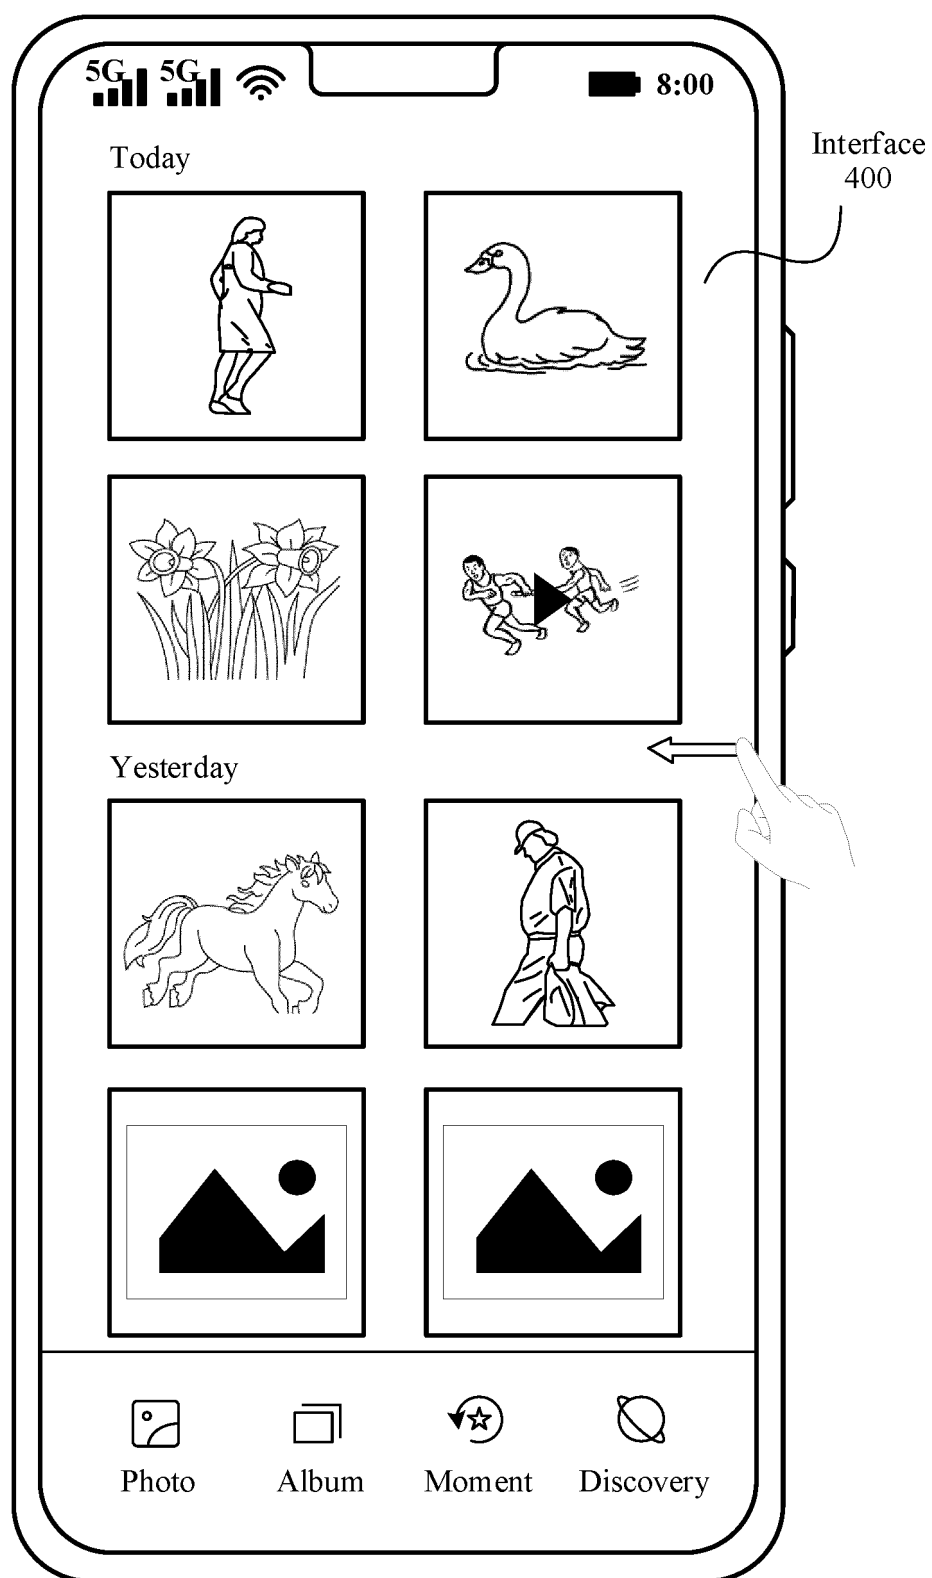 5G 5G 8:00
Today
Interface
400
Yesterday
Photo Album Moment Discovery